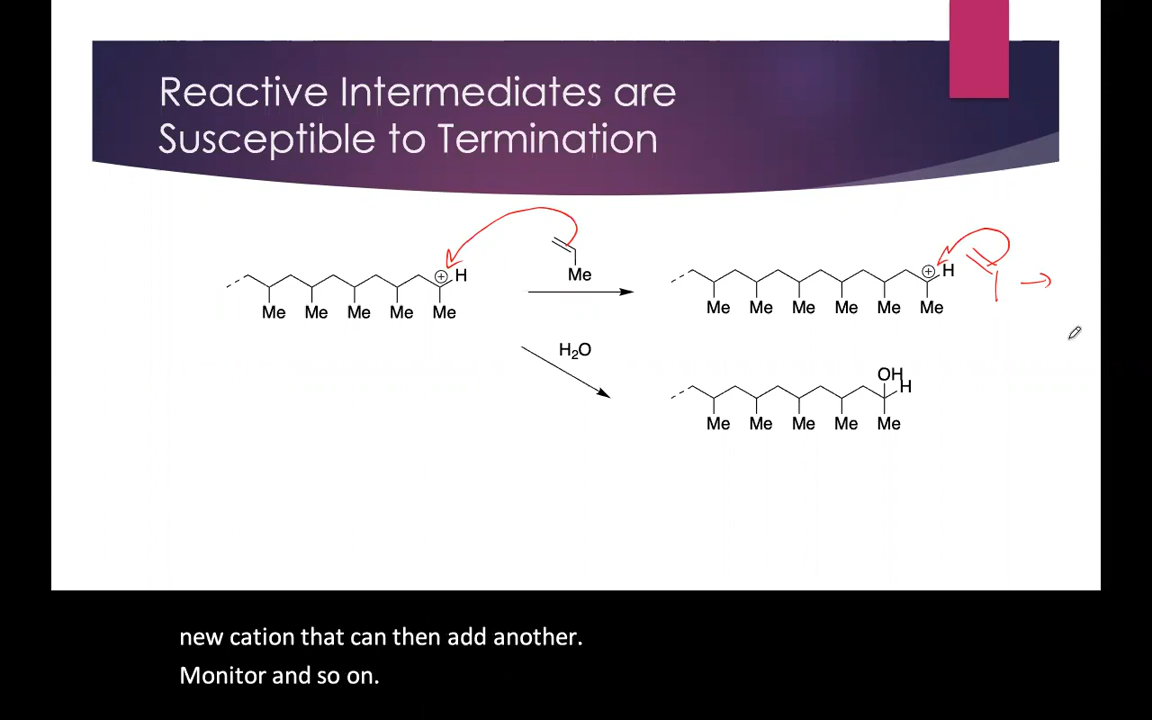 Reactive Intermediates are
Susceptible to Termination
⊕ H
Me
Me Me Me Me Me
⊕ H
Me Me Me Me Me Me
H₂O
OH
H
Me Me Me Me Me
new cation that can then add another.
Monitor and so on.